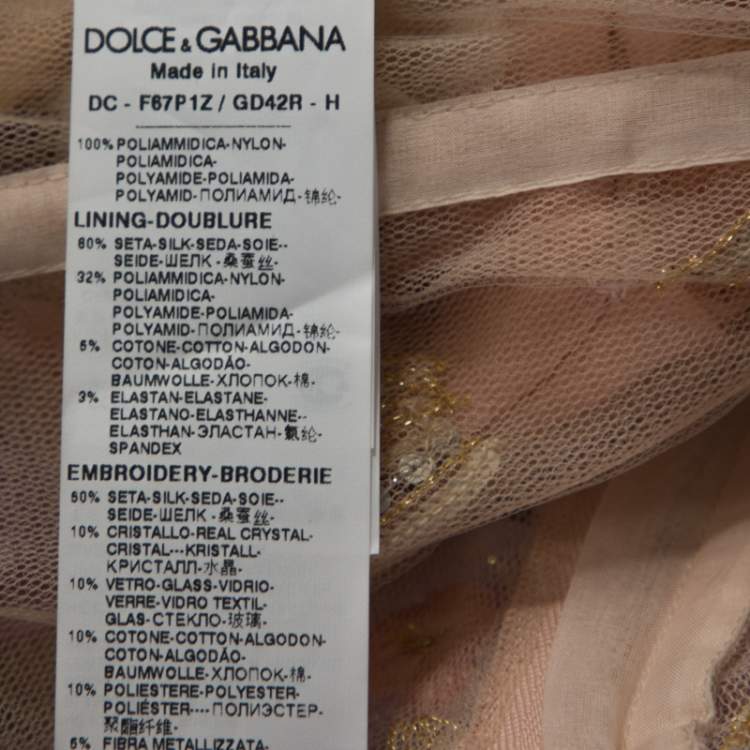 DOLCE & GABBANA
Made in Italy
DC - F67P1Z / GD42R - H
100% POLIAMMIDICA-NYLON-
POLIAMIDICA-
POLYAMIDE-POLIAMIDA-
POLYAMID-ПОЛИАМИД-锦纶-
LINING-DOUBLURE
60% SETA-SILK-SEDA-SOIE--
SEIDE-ШЕЛК -桑蚕丝-
32% POLIAMMIDICA-NYLON-
POLIAMIDICA-
POLYAMIDE-POLIAMIDA-
POLYAMID-ПОЛИАМИД-锦纶-
5% COTONE-COTTON-ALGODON-
COTON-ALGODÃO-
BAUMWOLLE-ХЛОПОК-棉-
3% ELASTAN-ELASTANE-
ELASTANO-ELASTHANNE--
ELASTHAN-ЭЛАСТАН-氨纶-
SPANDEX
EMBROIDERY-BRODERIE
50% SETA-SILK-SEDA-SOIE--
SEIDE-ШЕЛК -桑蚕丝-
10% CRISTALLO-REAL CRYSTAL-
CRISTAL---KRISTALL-
КРИСТАЛЛ-水晶-
10% VETRO-GLASS-VIDRIO-
VERRE-VIDRO TEXTIL-
GLAS-СТЕКЛО-玻璃-
10% COTONE-COTTON-ALGODON-
COTON-ALGODÃO-
BAUMWOLLE-ХЛОПОК-棉-
10% POLIESTERE-POLYESTER-
POLIÉSTER----ПОЛИЭСТЕР-
聚酯纤维-
5% FIBRA METALLIZZATA-